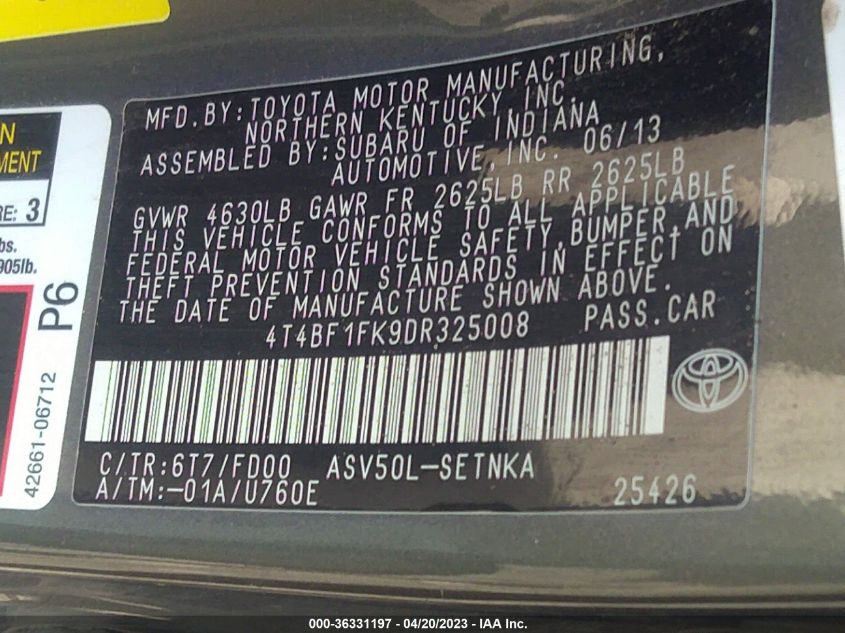 MFD.BY:TOYOTA MOTOR MANUFACTURING,
NORTHERN KENTUCKY, INC.
ASSEMBLED BY:SUBARU OF INDIANA
AUTOMOTIVE,INC. 06/13
GVWR 4630LB GAWR FR 2625LB RR 2625LB
THIS VEHICLE CONFORMS TO ALL APPLICABLE
FEDERAL MOTOR VEHICLE SAFETY,BUMPER,AND
THEFT PREVENTION STANDARDS IN EFFECT ON
THE DATE OF MANUFACTURE SHOWN ABOVE.
4T4BF1FK9DR325008 PASS.CAR
C/TR:6T7/FD00 ASV50L-SETNKA
A/TM:-01A/U760E 25426
N
MENT
RE: 3
bs.
905lb.
P6
42661-06712
000-36331197 - 04/20/2023 - IAA Inc.